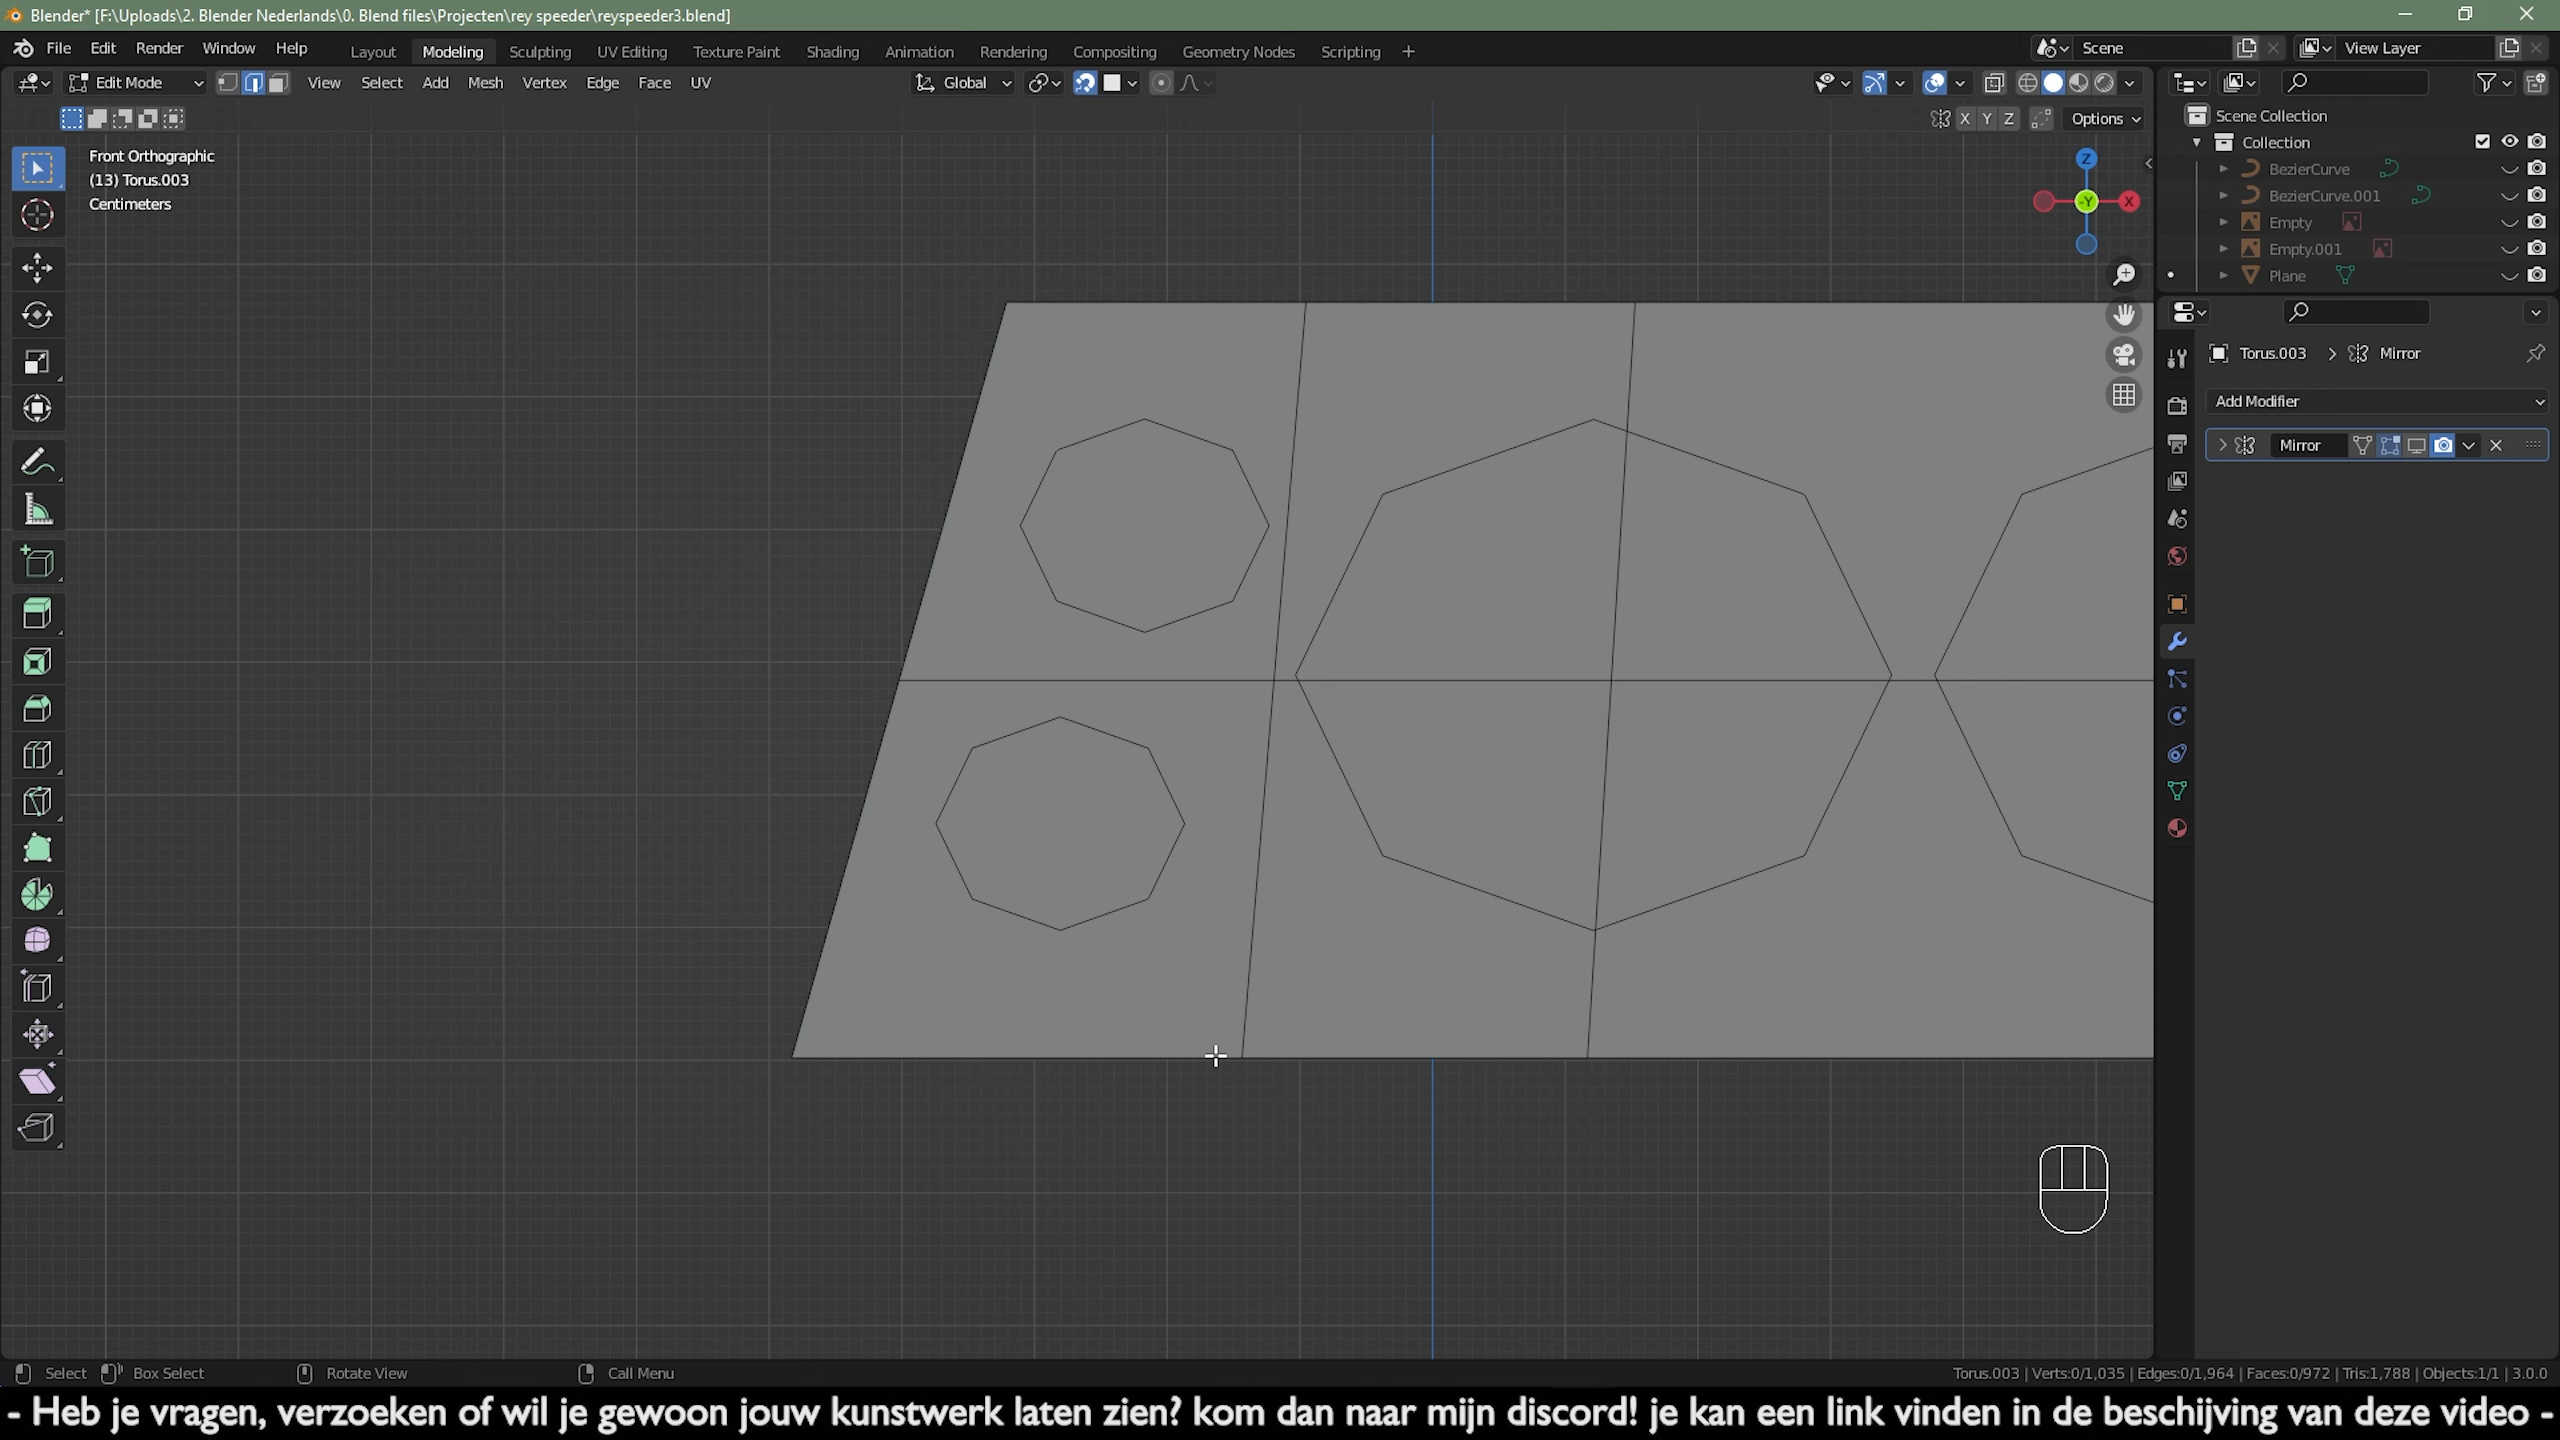 Blender* [F:\Uploads\2. Blender Nederlands\0. Blend files\Projecten\rey speeder\reyspeeder3.blend]
File Edit Render Window Help Layout Modeling Sculpting UV Editing Texture Paint Shading Animation Rendering Compositing Geometry Nodes Scripting + Scene View Layer
Edit Mode View Select Add Mesh Vertex Edge Face UV Global
X Y Z Options
Front Orthographic
(13) Torus.003
Centimeters
Z
-Y
X
Scene Collection
Collection
BezierCurve
BezierCurve.001
Empty
Empty.001
Plane
Torus.003 > Mirror
Add Modifier
Mirror
Select Box Select Rotate View Call Menu Torus.003 | Verts:0/1,035 | Edges:0/1,964 | Faces:0/972 | Tris:1,788 | Objects:1/1 | 3.0.0
- Heb je vragen, verzoeken of wil je gewoon jouw kunstwerk laten zien? kom dan naar mijn discord! je kan een link vinden in de beschijving van deze video -